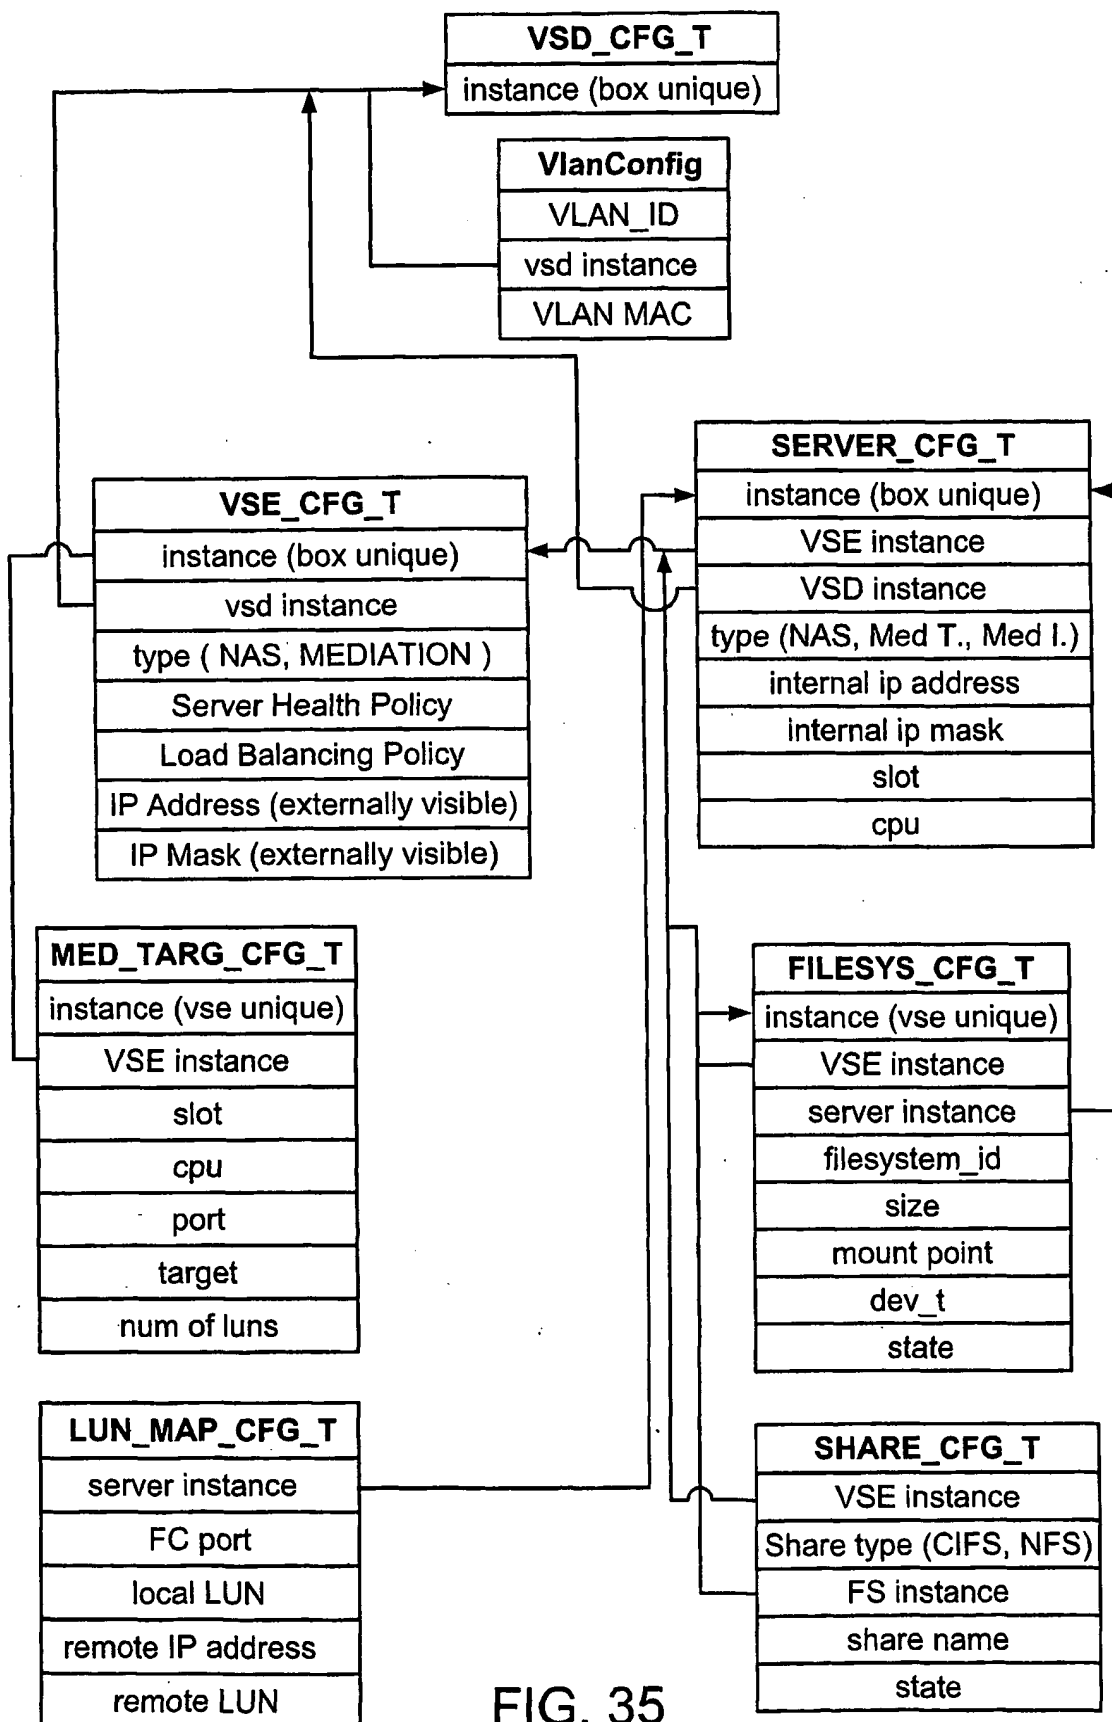 VSD_CFG_T
instance (box unique)
VlanConfig
VLAN_ID
vsd instance
VLAN MAC
SERVER_CFG_T
instance (box unique)
VSE instance
VSD instance
type (NAS, Med T., Med I.)
internal ip address
internal ip mask
slot
cpu
VSE_CFG_T
instance (box unique)
vsd instance
type ( NAS, MEDIATION )
Server Health Policy
Load Balancing Policy
IP Address (externally visible)
IP Mask (externally visible)
MED_TARG_CFG_T
instance (vse unique)
VSE instance
slot
cpu
port
target
num of luns
FILESYS_CFG_T
instance (vse unique)
VSE instance
server instance
filesystem_id
size
mount point
dev_t
state
LUN_MAP_CFG_T
server instance
FC port
local LUN
remote IP address
remote LUN
SHARE_CFG_T
VSE instance
Share type (CIFS, NFS)
FS instance
share name
state
FIG. 35